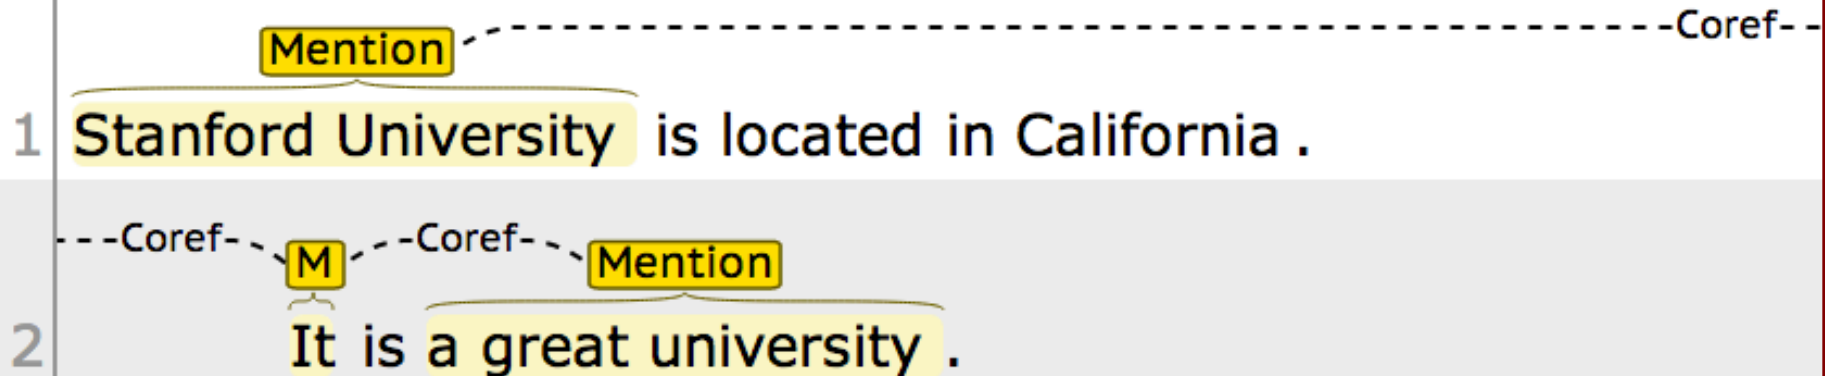 Mention -Coref-
1 Stanford University is located in California .
-Coref- M -Coref- Mention
2 It is a great university .